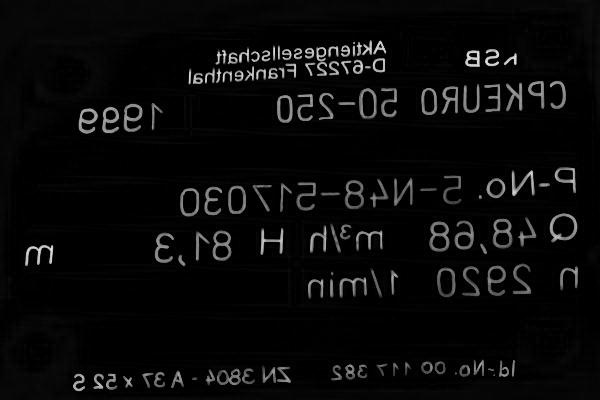 KSB Aktiengesellschaft
D-67227 Frankenthal
CPKEURO 50-250 1999
P-No. 5-N48-517030
Q 48,68 m³/h H 81,3 m
n 2920 1/min
Id.-No. 00 117 382 ZN 3804 - A 37 x 52 S